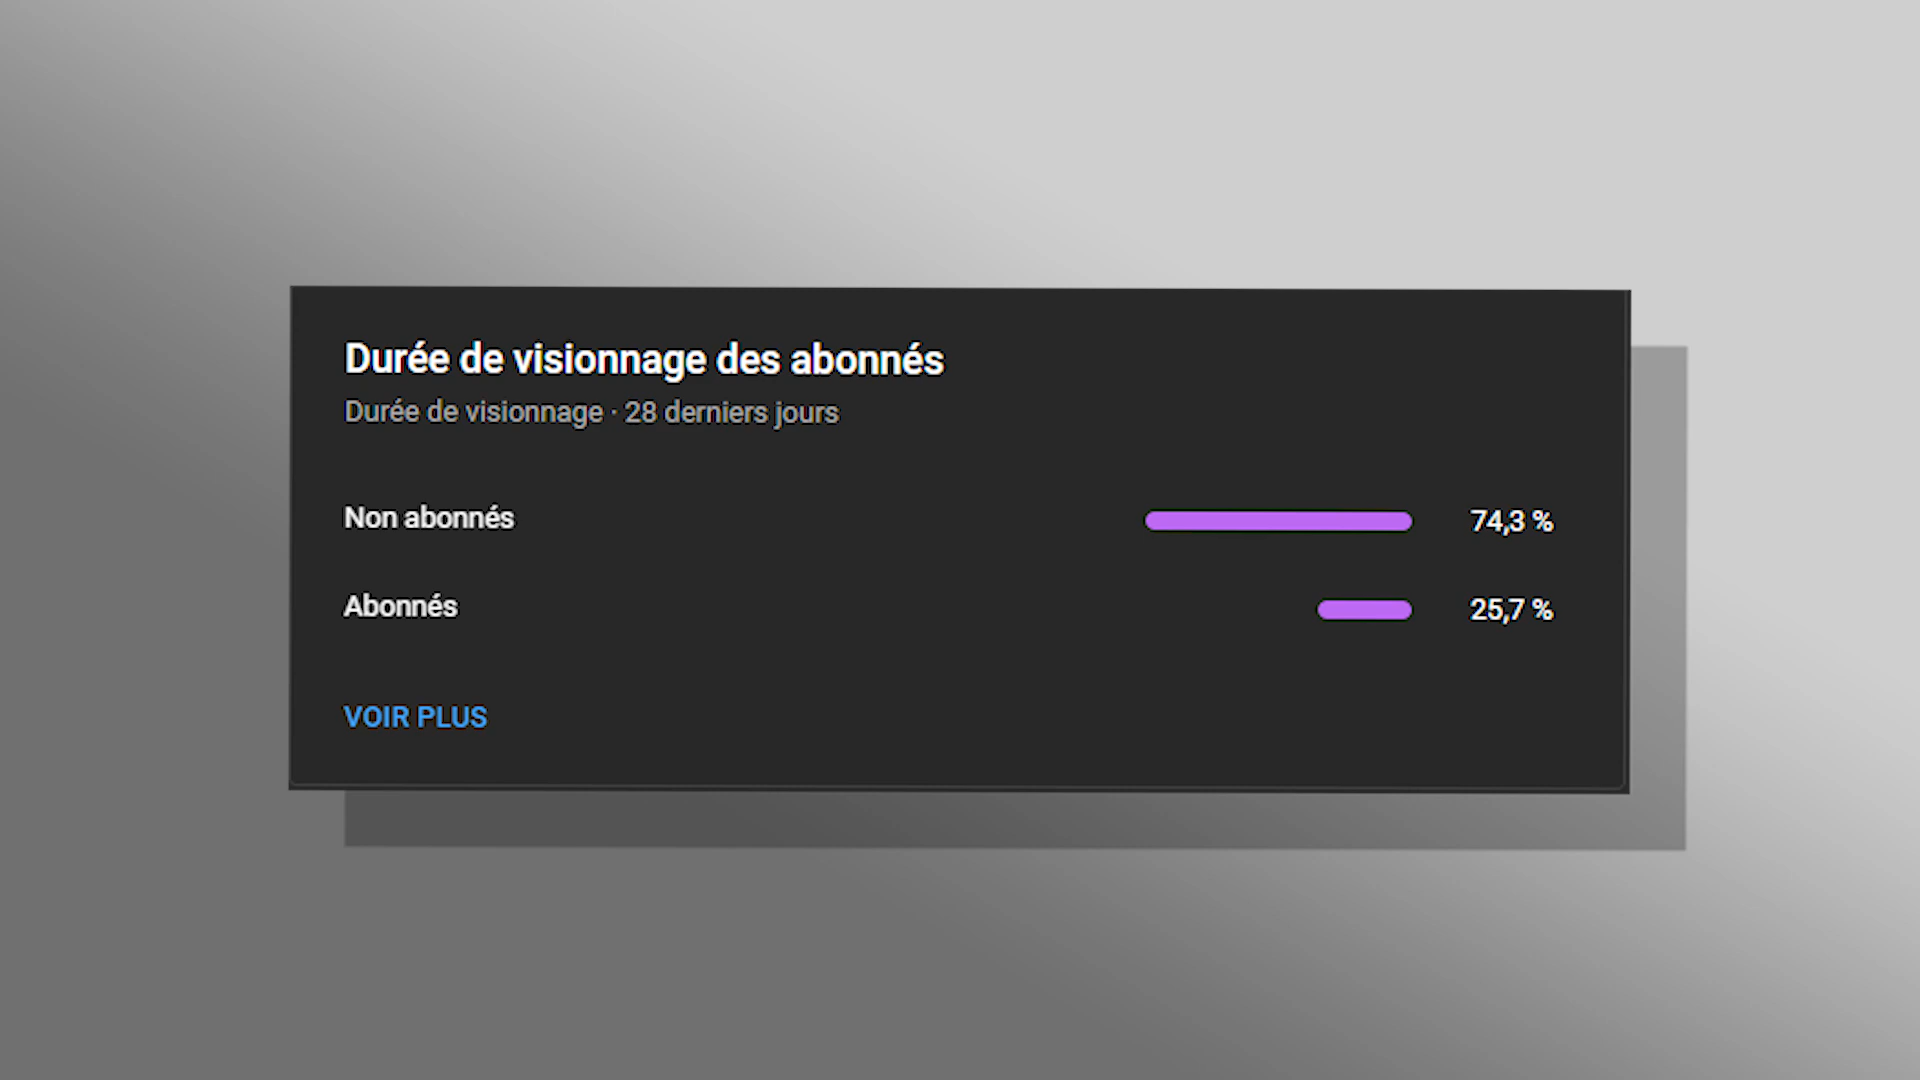 Durée de visionnage des abonnés
Durée de visionnage · 28 derniers jours
Non abonnés 74,3 %
Abonnés 25,7 %
VOIR PLUS